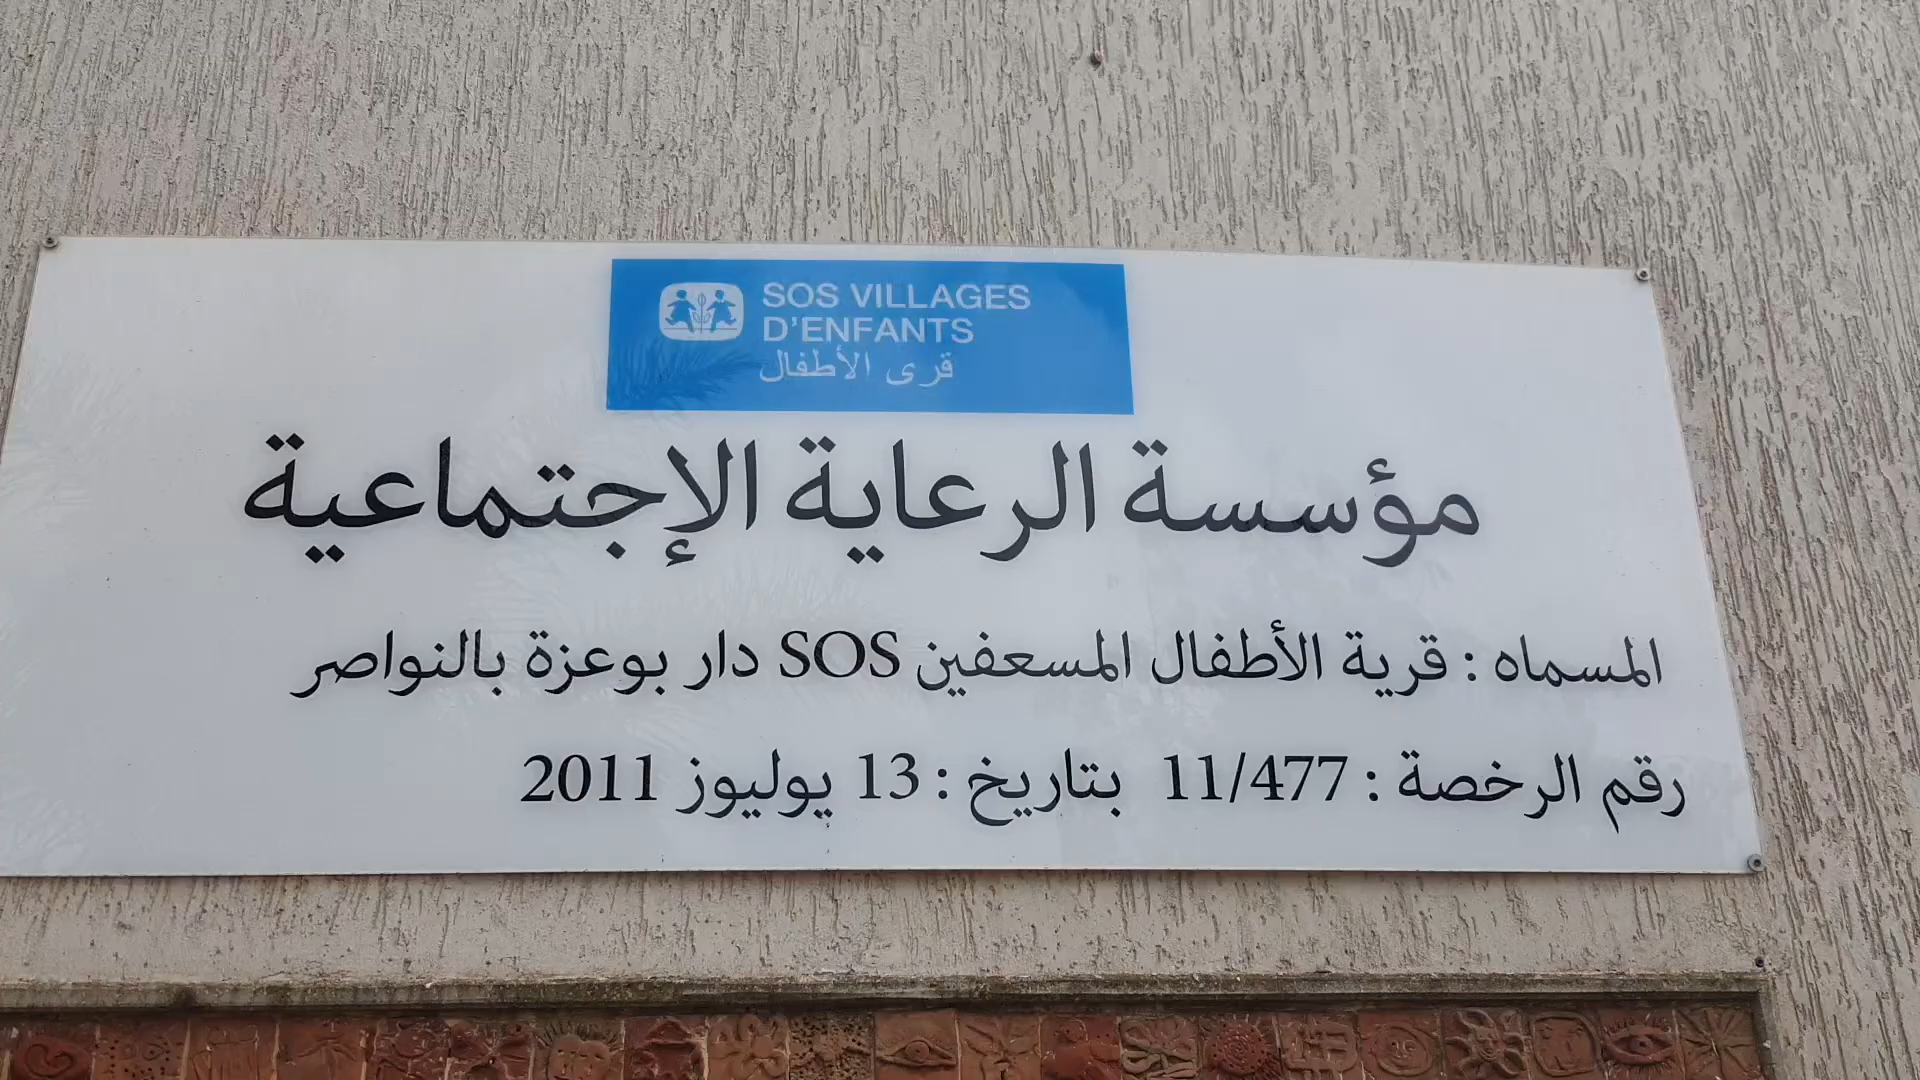 SOS VILLAGES
D'ENFANTS
قرى الأطفال
مؤسسة الرعاية الإجتماعية
المسماه : قرية الأطفال المسعفين SOS دار بوعزة بالنواصر
رقم الرخصة : 11/477 بتاريخ : 13 يوليوز 2011